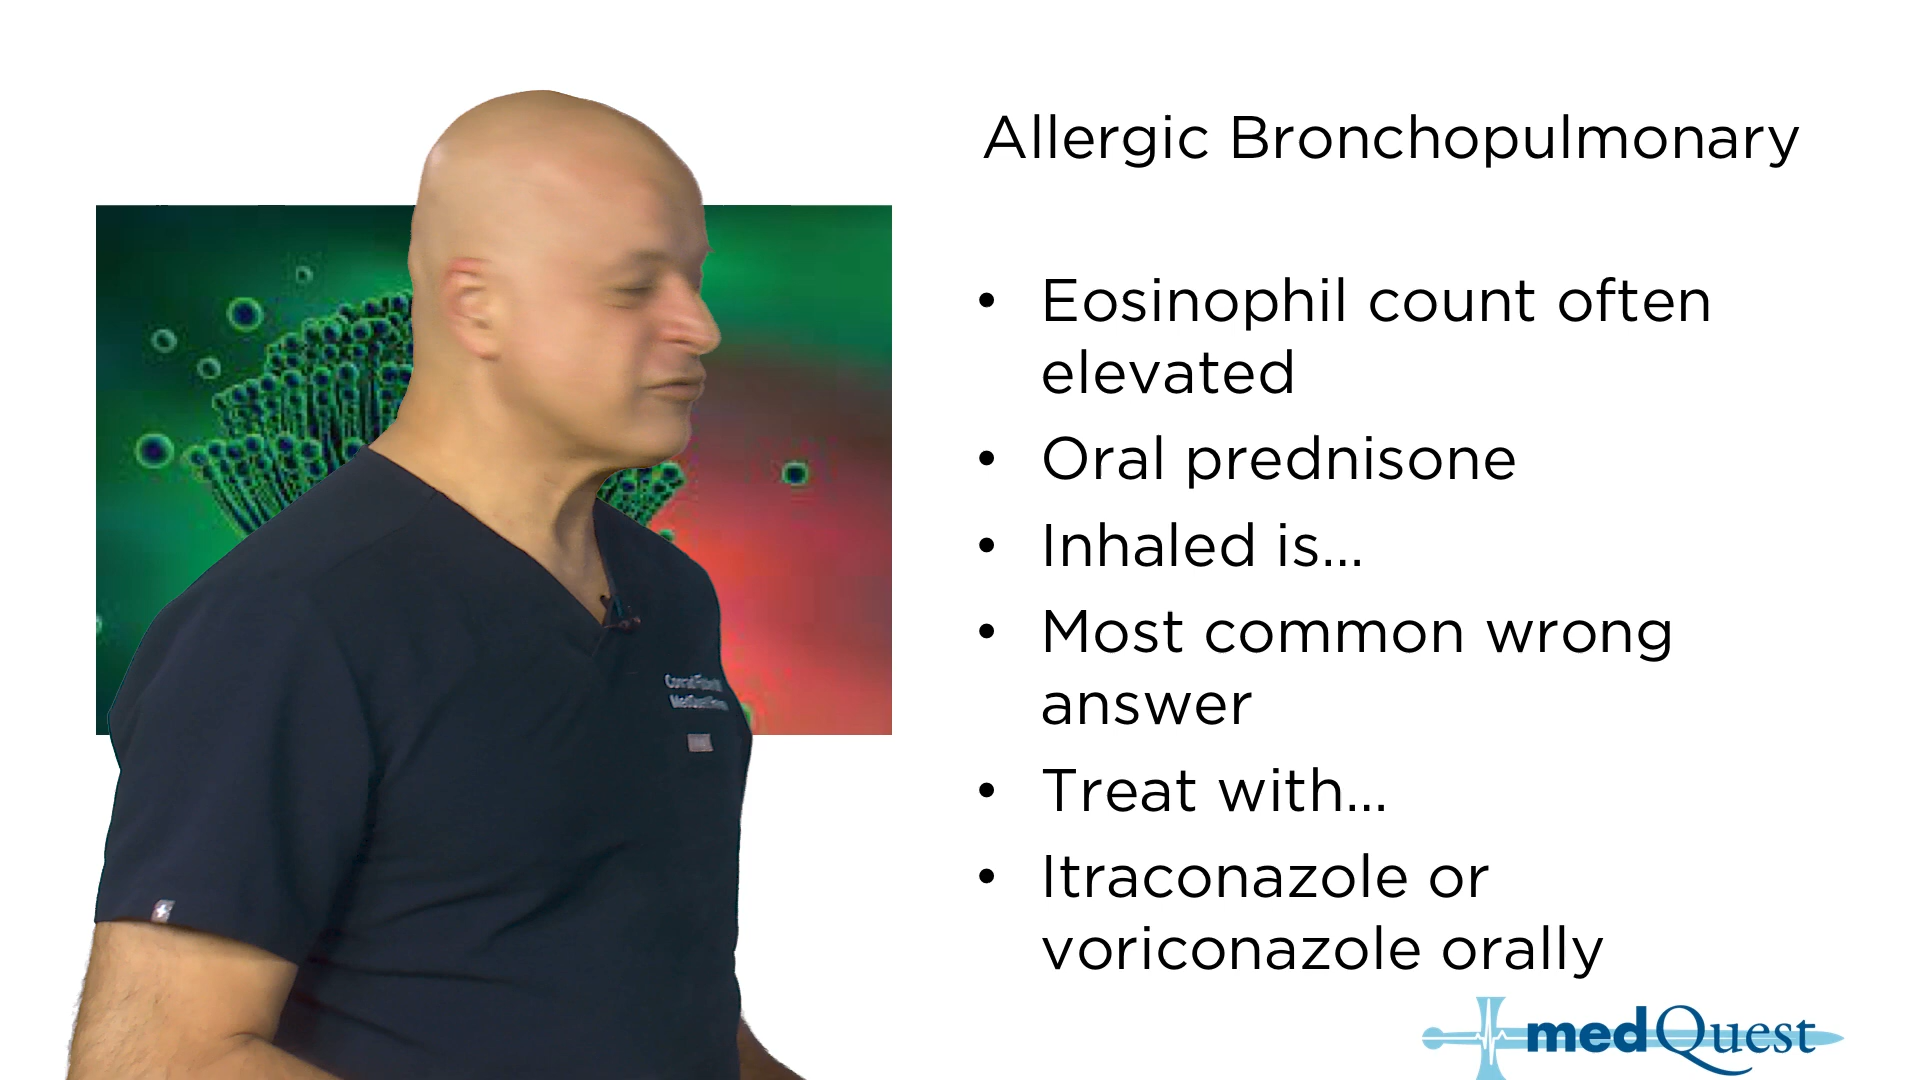 Allergic Bronchopulmonary
• Eosinophil count often
elevated
• Oral prednisone
• Inhaled is...
• Most common wrong
answer
• Treat with...
• Itraconazole or
voriconazole orally
Conrad
medQuest